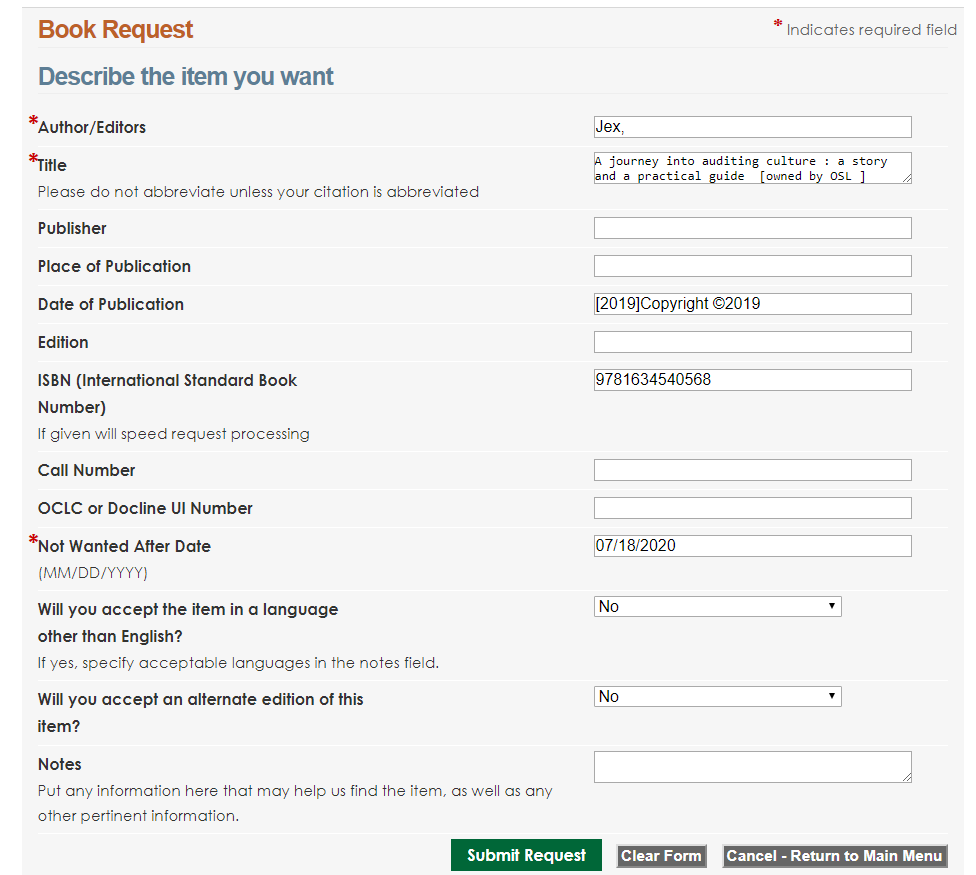 Book Request
* Indicates required field
Describe the item you want
*Author/Editors
Jex,
*Title
A journey into auditing culture : a story
and a practical guide  [owned by OSL ]
Please do not abbreviate unless your citation is abbreviated
Publisher
Place of Publication
Date of Publication
[2019]Copyright ©2019
Edition
ISBN (International Standard Book
Number)
9781634540568
If given will speed request processing
Call Number
OCLC or Docline UI Number
*Not Wanted After Date
07/18/2020
(MM/DD/YYYY)
Will you accept the item in a language
other than English?
No
If yes, specify acceptable languages in the notes field.
Will you accept an alternate edition of this
item?
No
Notes
Put any information here that may help us find the item, as well as any
other pertinent information.
Submit Request
Clear Form
Cancel - Return to Main Menu